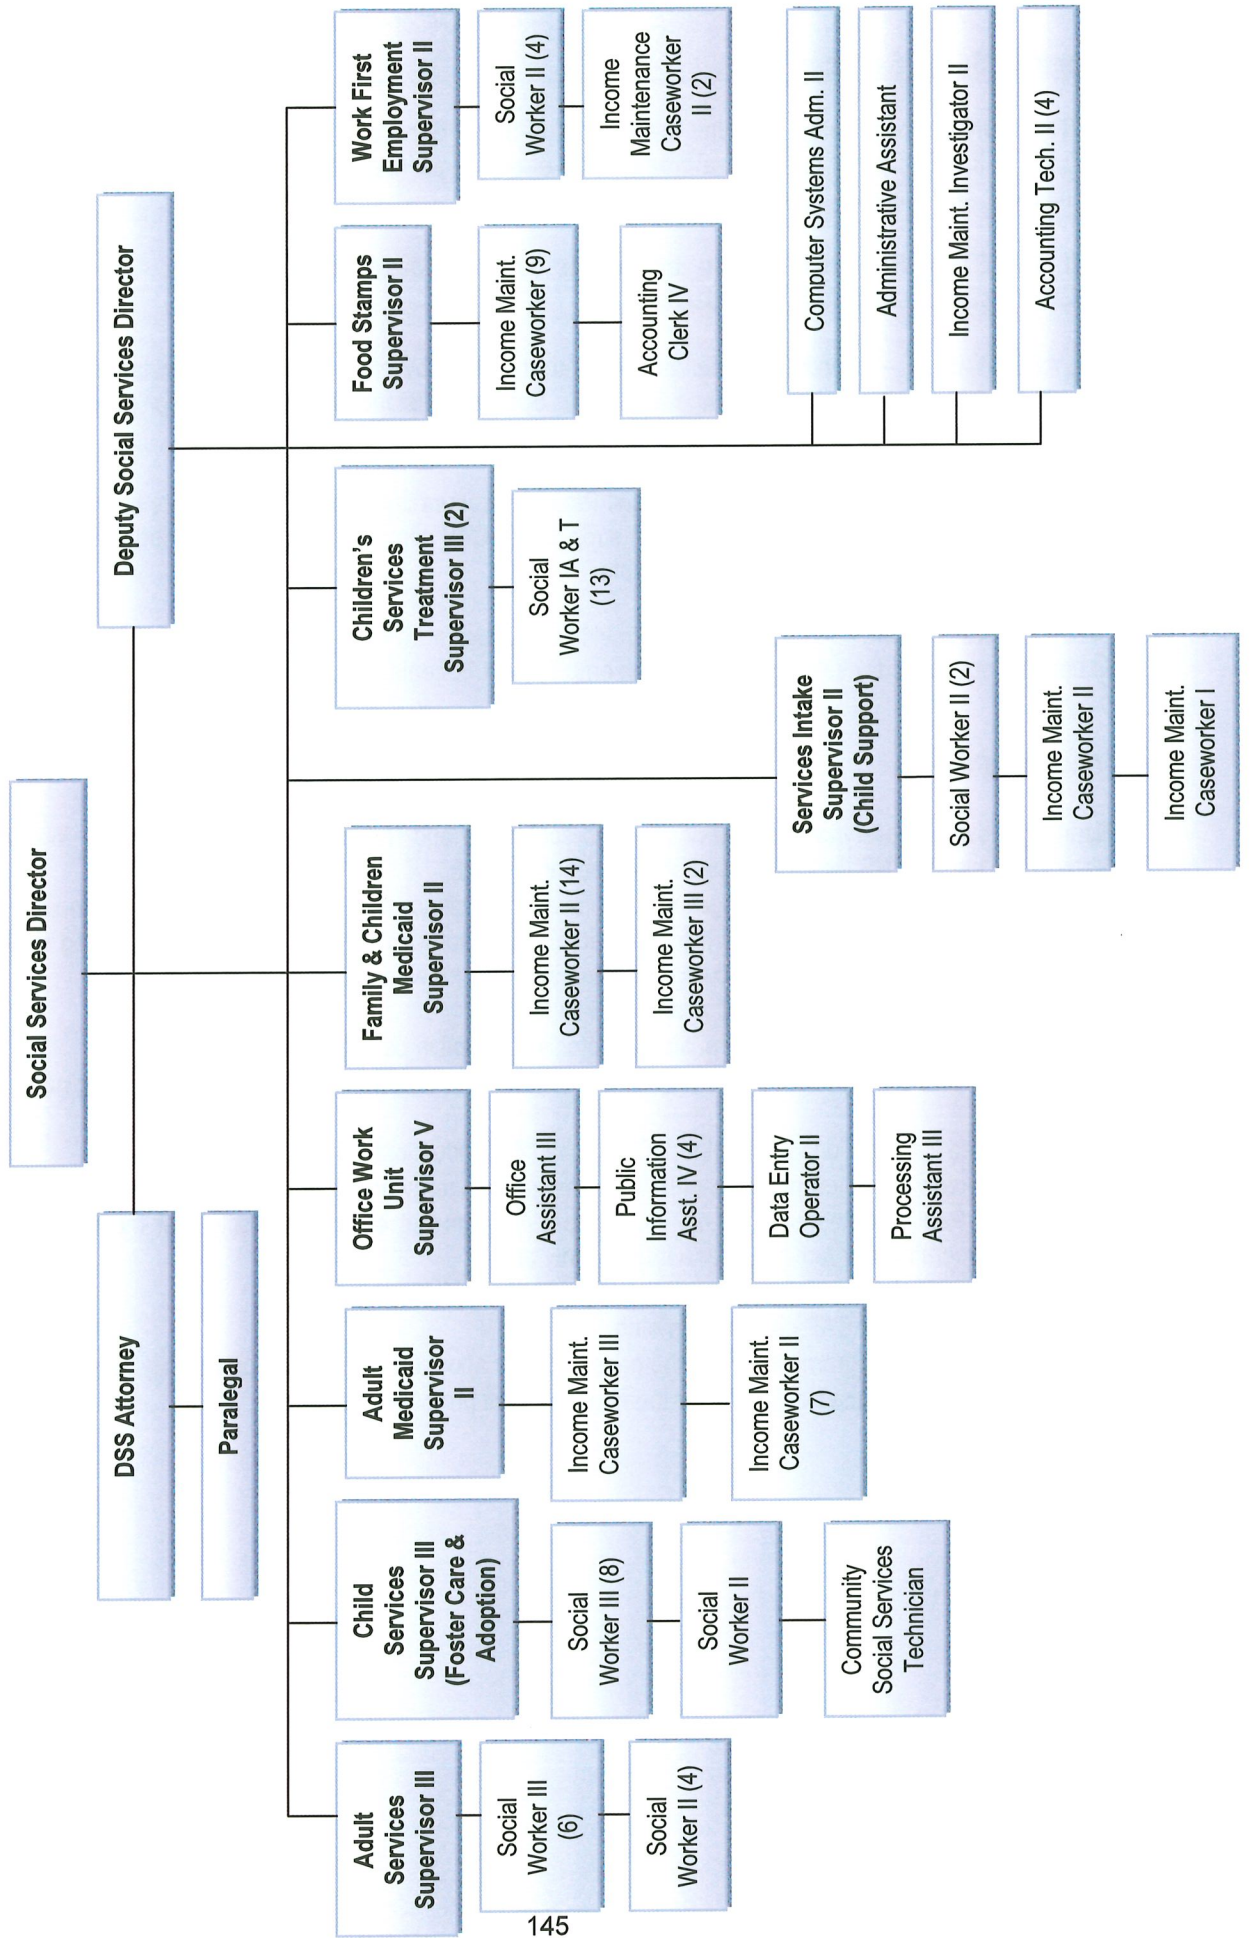 Social Services Director
DSS Attorney
Paralegal
Deputy Social Services Director
Adult
Services
Supervisor III
Social
Worker III
(6)
Social
Worker II (4)
Child
Services
Supervisor III
(Foster Care &
Adoption)
Social
Worker III (8)
Social
Worker II
Community
Social Services
Technician
Adult
Medicaid
Supervisor
II
Income Maint.
Caseworker III
Income Maint.
Caseworker II
(7)
Office Work
Unit
Supervisor V
Office
Assistant III
Public
Information
Asst. IV (4)
Data Entry
Operator II
Processing
Assistant III
Family & Children
Medicaid
Supervisor II
Income Maint.
Caseworker II (14)
Income Maint.
Caseworker III (2)
Services Intake
Supervisor II
(Child Support)
Social Worker II (2)
Income Maint.
Caseworker II
Income Maint.
Caseworker I
Children's
Services
Treatment
Supervisor III (2)
Social
Worker IA & T
(13)
Food Stamps
Supervisor II
Income Maint.
Caseworker (9)
Accounting
Clerk IV
Work First
Employment
Supervisor II
Social
Worker II (4)
Income
Maintenance
Caseworker
II (2)
Computer Systems Adm. II
Administrative Assistant
Income Maint. Investigator II
Accounting Tech. II (4)
145